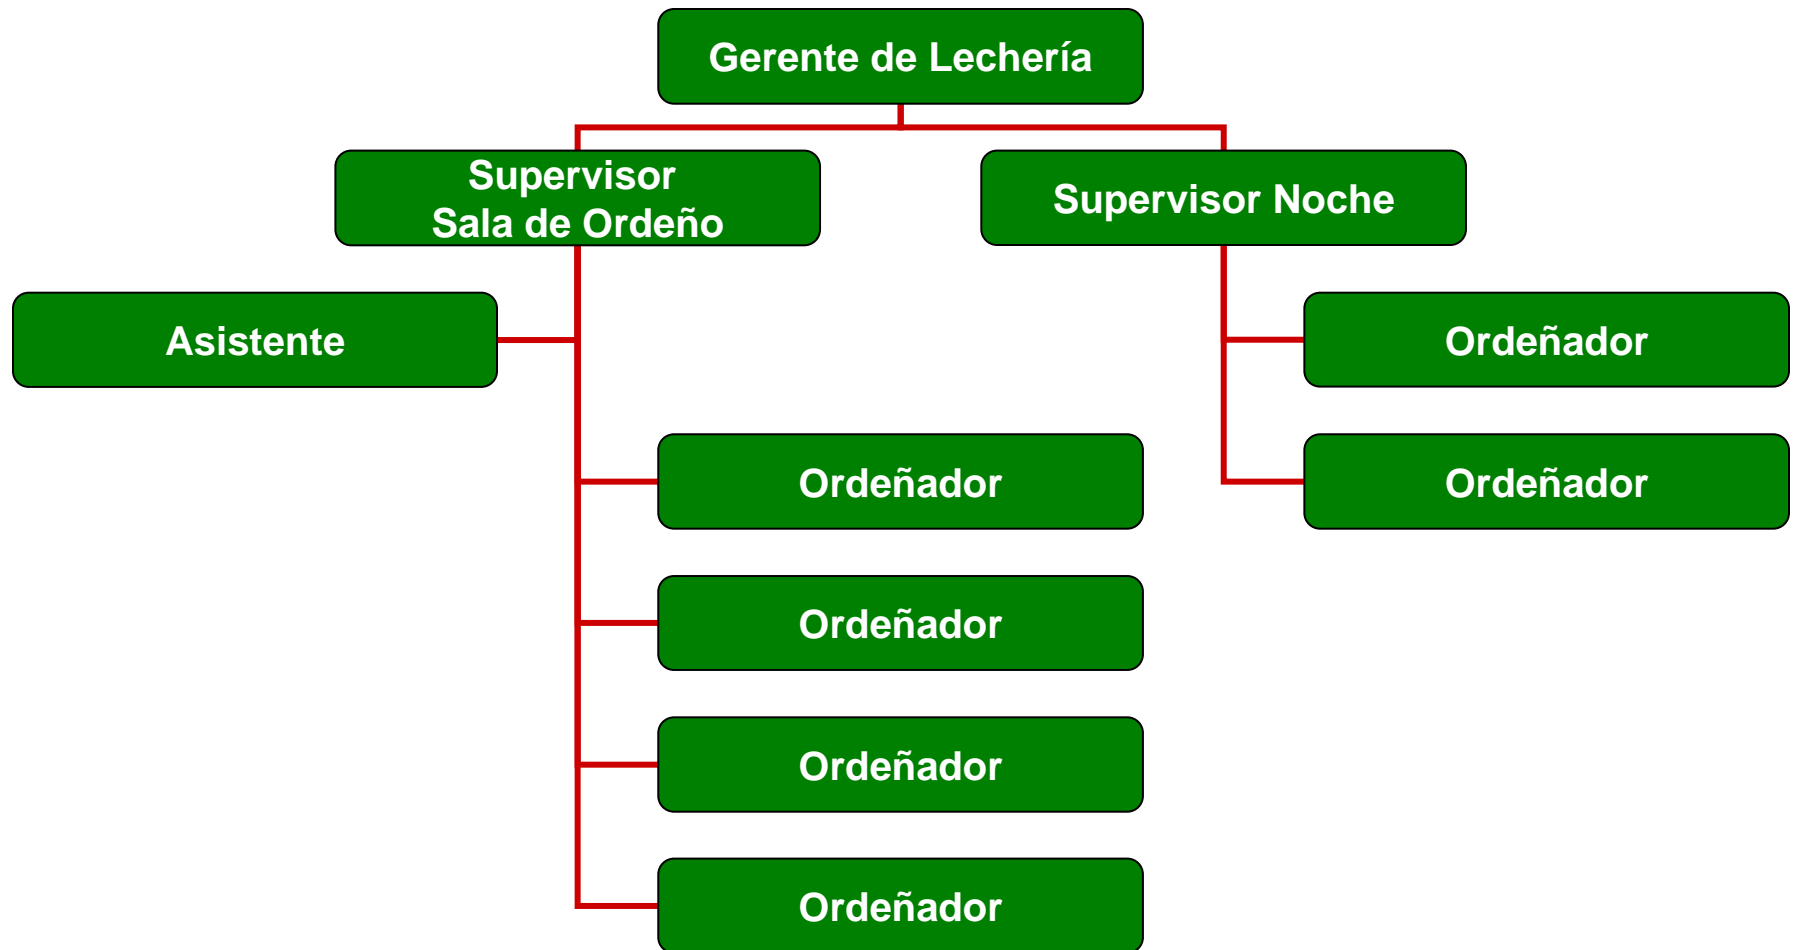 Gerente de Lechería
Supervisor
Sala de Ordeño
Supervisor Noche
Asistente
Ordeñador
Ordeñador
Ordeñador
Ordeñador
Ordeñador
Ordeñador